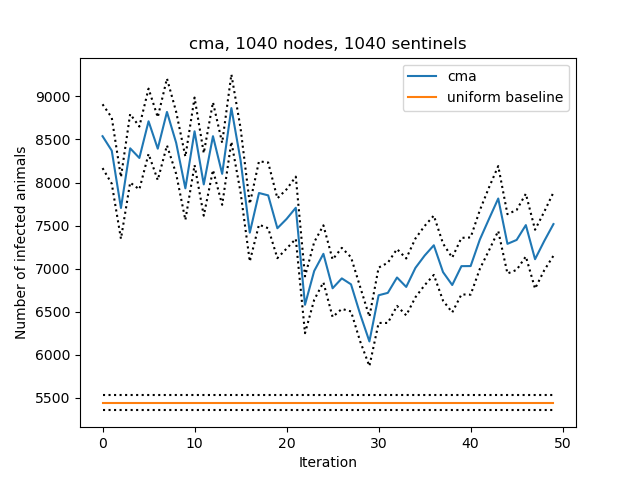 cma, 1040 nodes, 1040 sentinels
cma
uniform baseline
Number of infected animals
9000
8500
8000
7500
7000
6500
6000
5500
0 10 20 30 40 50
Iteration